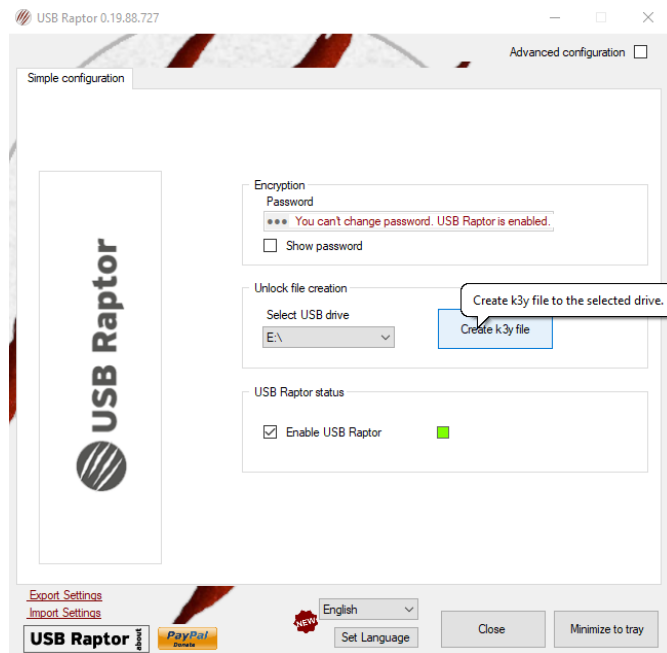 USB Raptor 0.19.88.727
Advanced configuration
Simple configuration
USB Raptor
Encryption
Password
You can't change password. USB Raptor is enabled.
Show password
Unlock file creation
Create k3y file to the selected drive.
Select USB drive
E:\
Create k3y file
USB Raptor status
Enable USB Raptor
Export Settings
Import Settings
USB Raptor about
PayPal
Donate
NEW
English
Set Language
Close
Minimize to tray